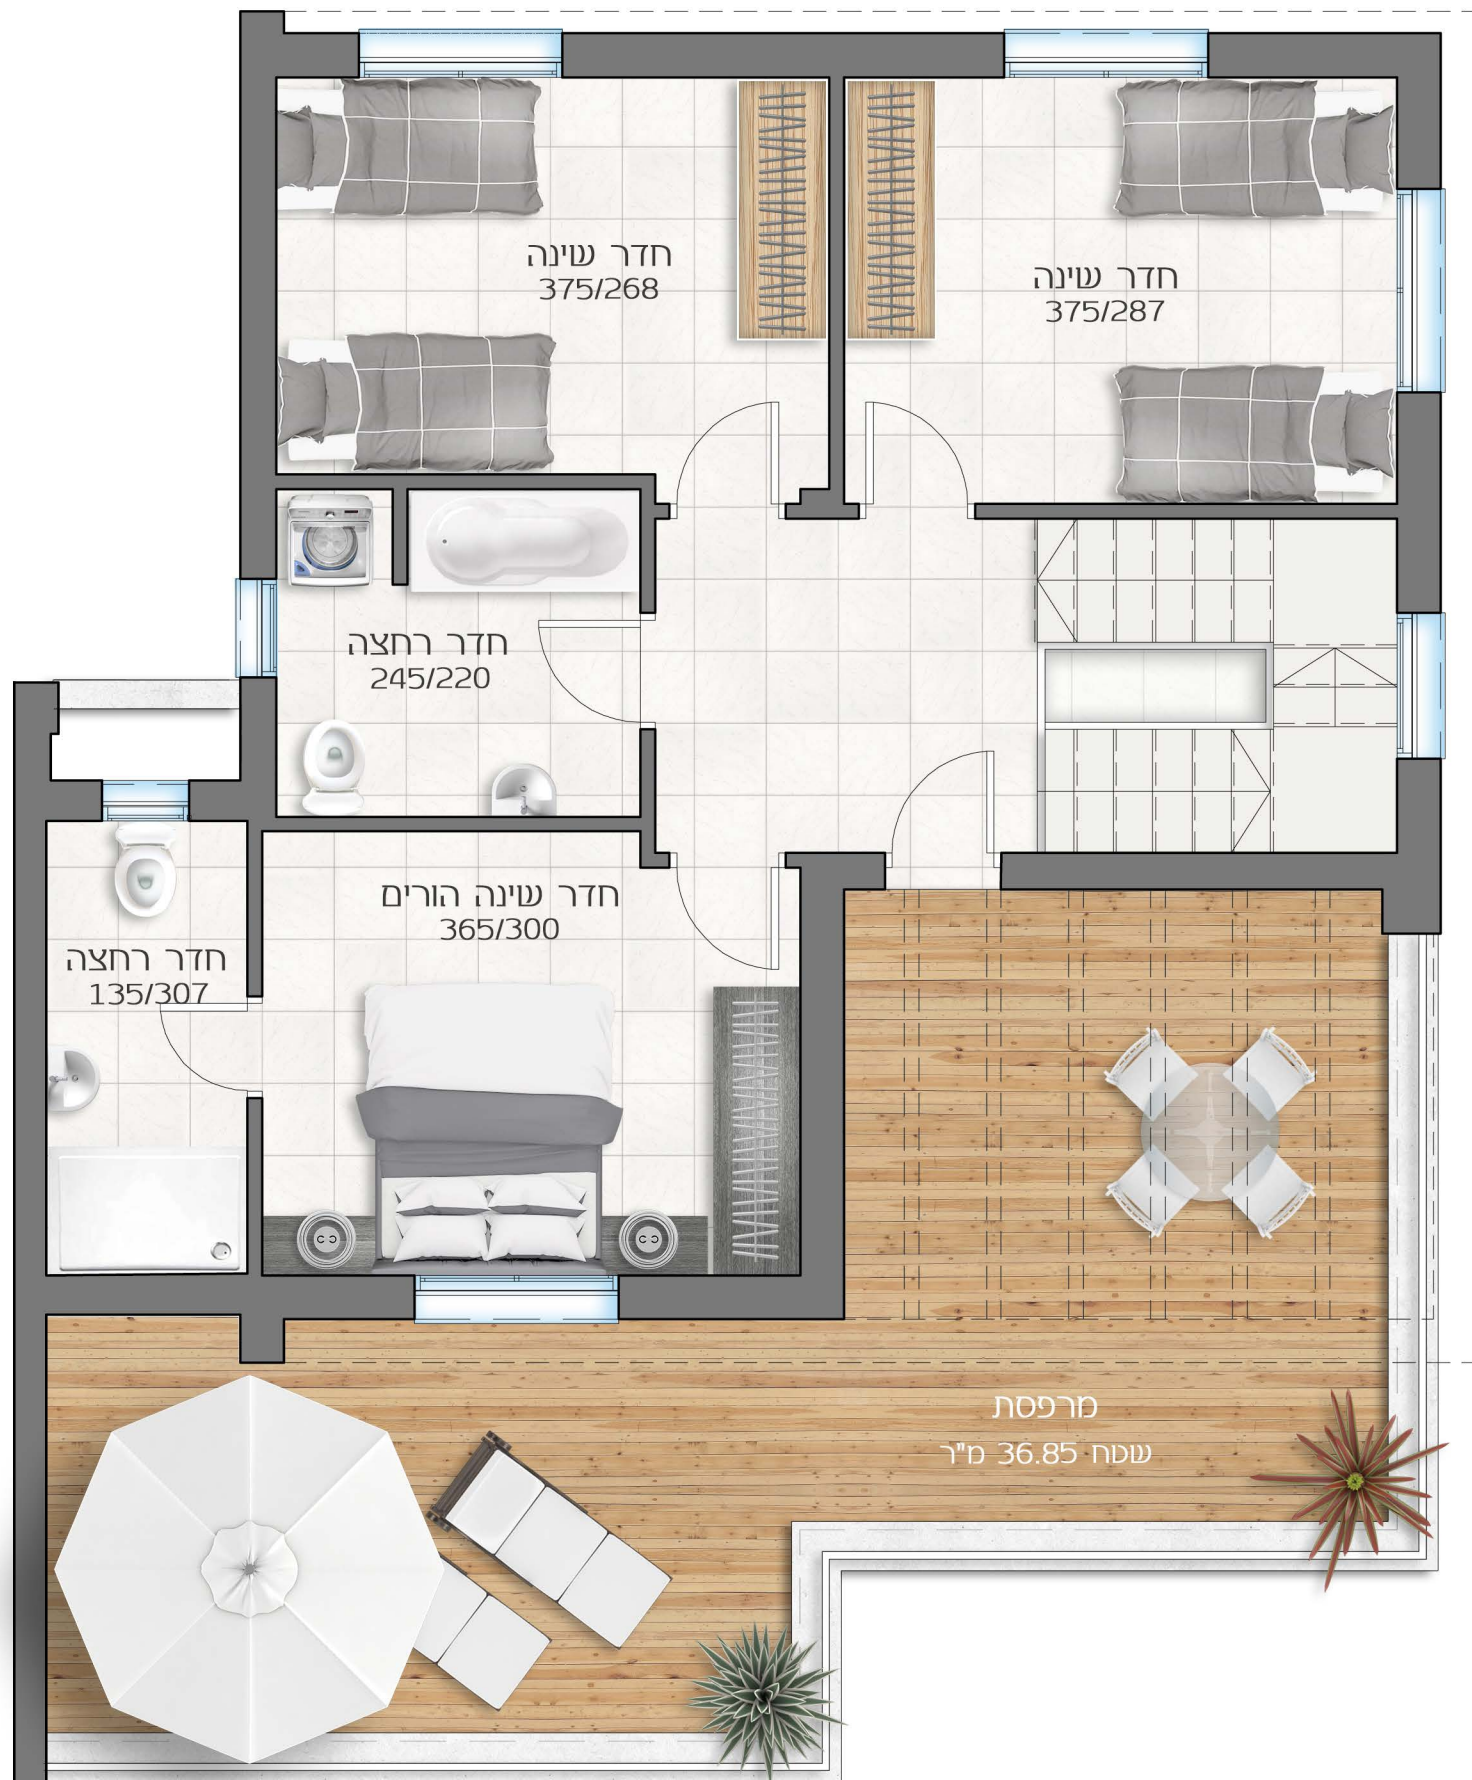 חדר שינה
375/268
חדר שינה
375/287
חדר רחצה
245/220
חדר שינה הורים
365/300
חדר רחצה
135/307
מרפסת
שטח 36.85 מ"ר